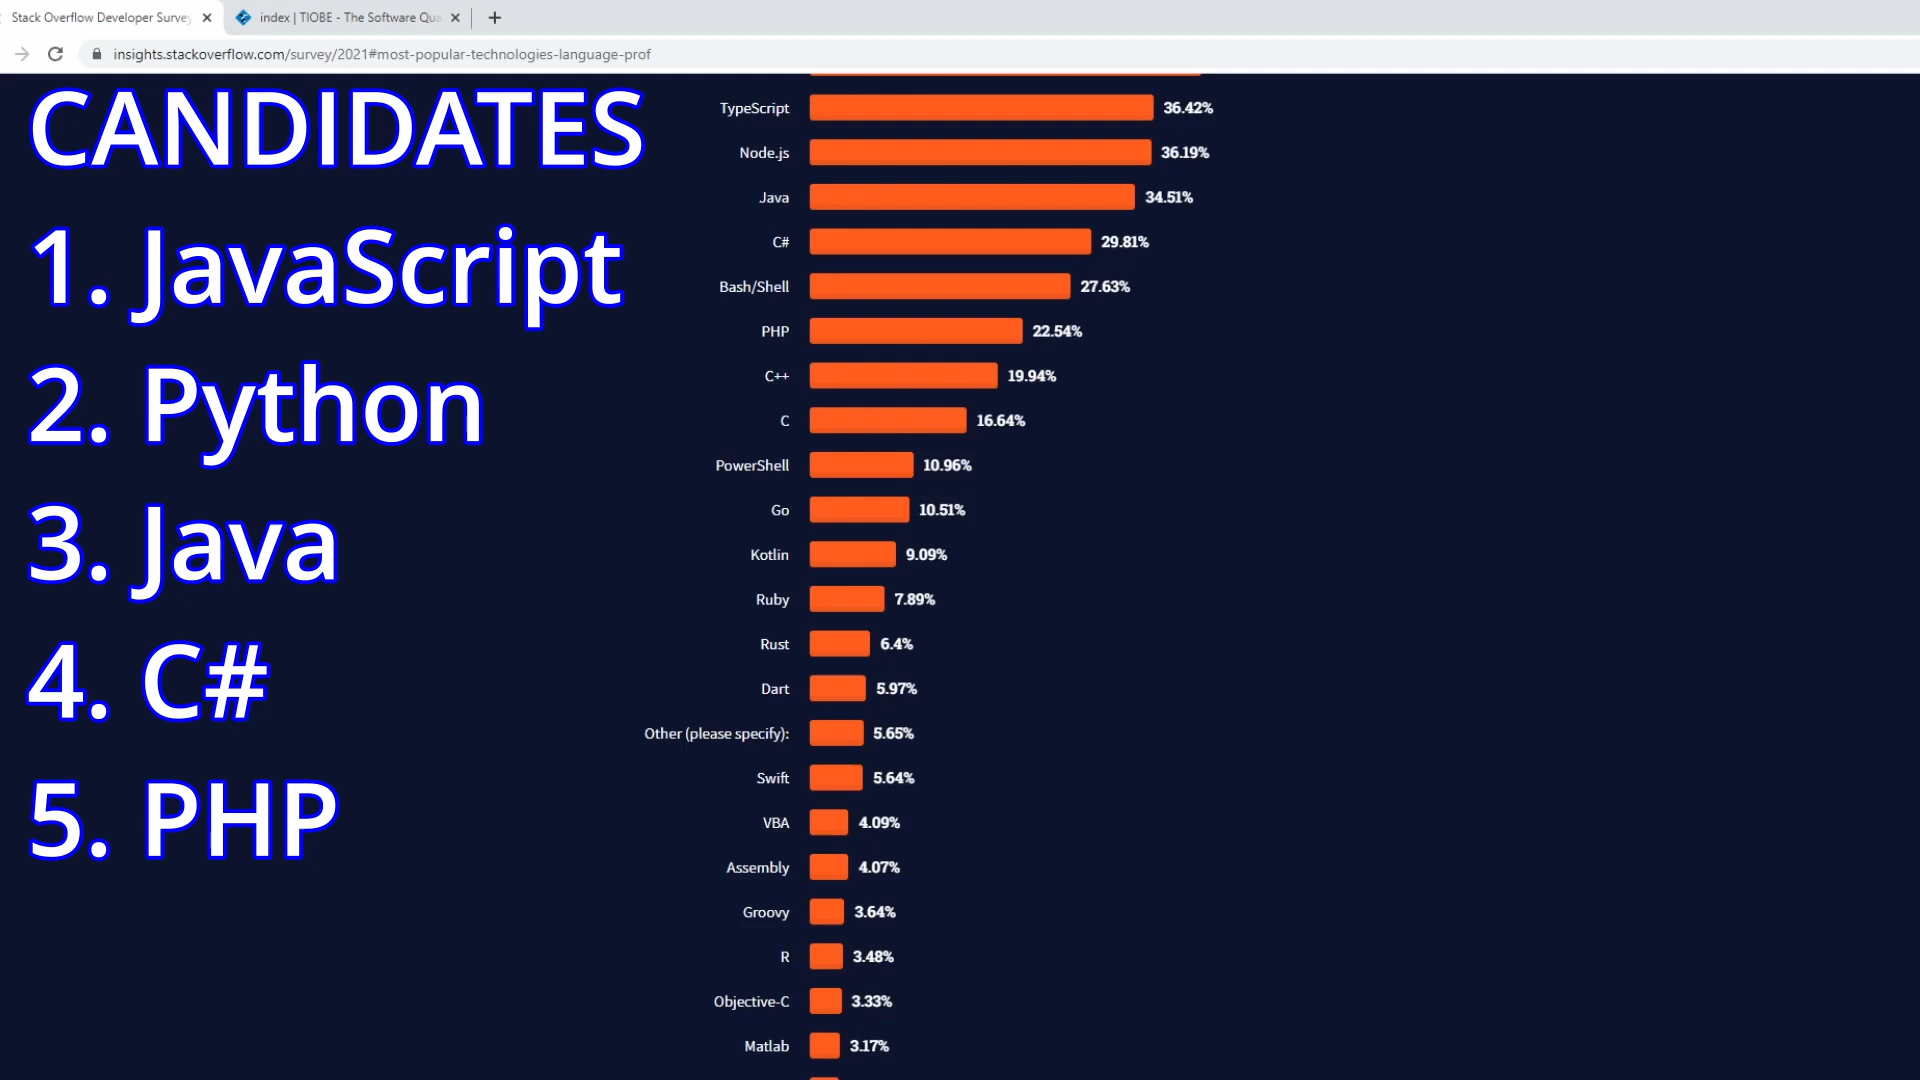 Stack Overflow Developer Survey
index | TIOBE - The Software Qua
insights.stackoverflow.com/survey/2021#most-popular-technologies-language-prof
CANDIDATES
1. JavaScript
2. Python
3. Java
4. C#
5. PHP
TypeScript 36.42%
Node.js 36.19%
Java 34.51%
C# 29.81%
Bash/Shell 27.63%
PHP 22.54%
C++ 19.94%
C 16.64%
PowerShell 10.96%
Go 10.51%
Kotlin 9.09%
Ruby 7.89%
Rust 6.4%
Dart 5.97%
Other (please specify): 5.65%
Swift 5.64%
VBA 4.09%
Assembly 4.07%
Groovy 3.64%
R 3.48%
Objective-C 3.33%
Matlab 3.17%